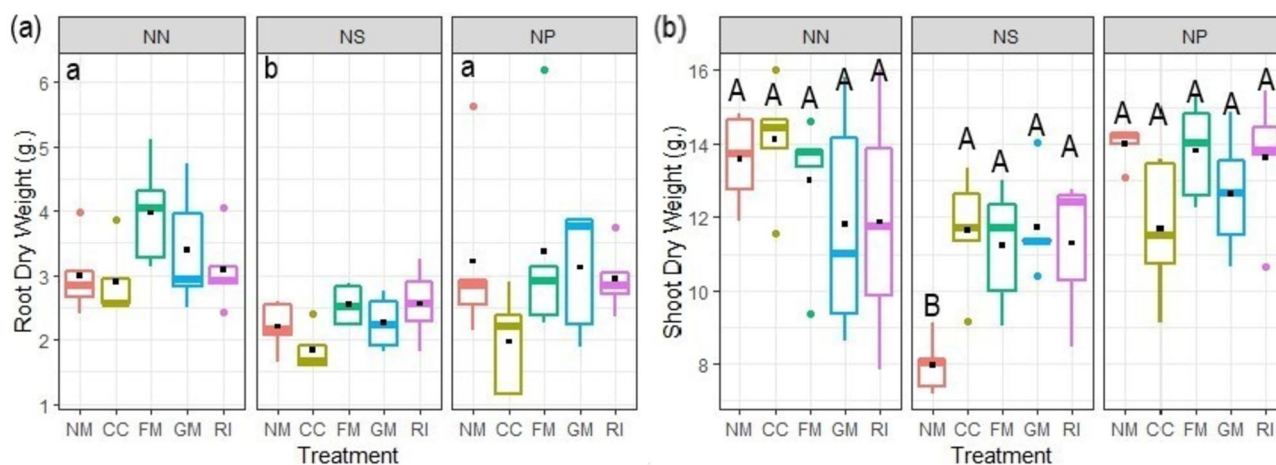 (a)
NN NS NP
a b a
Root Dry Weight (g.)
6
5
4
3
2
1
NM CC FM GM RI NM CC FM GM RI NM CC FM GM RI
Treatment
(b)
NN NS NP
A A A A A
B A A A A
A A A A A
Shoot Dry Weight (g.)
16
14
12
10
8
NM CC FM GM RI NM CC FM GM RI NM CC FM GM RI
Treatment